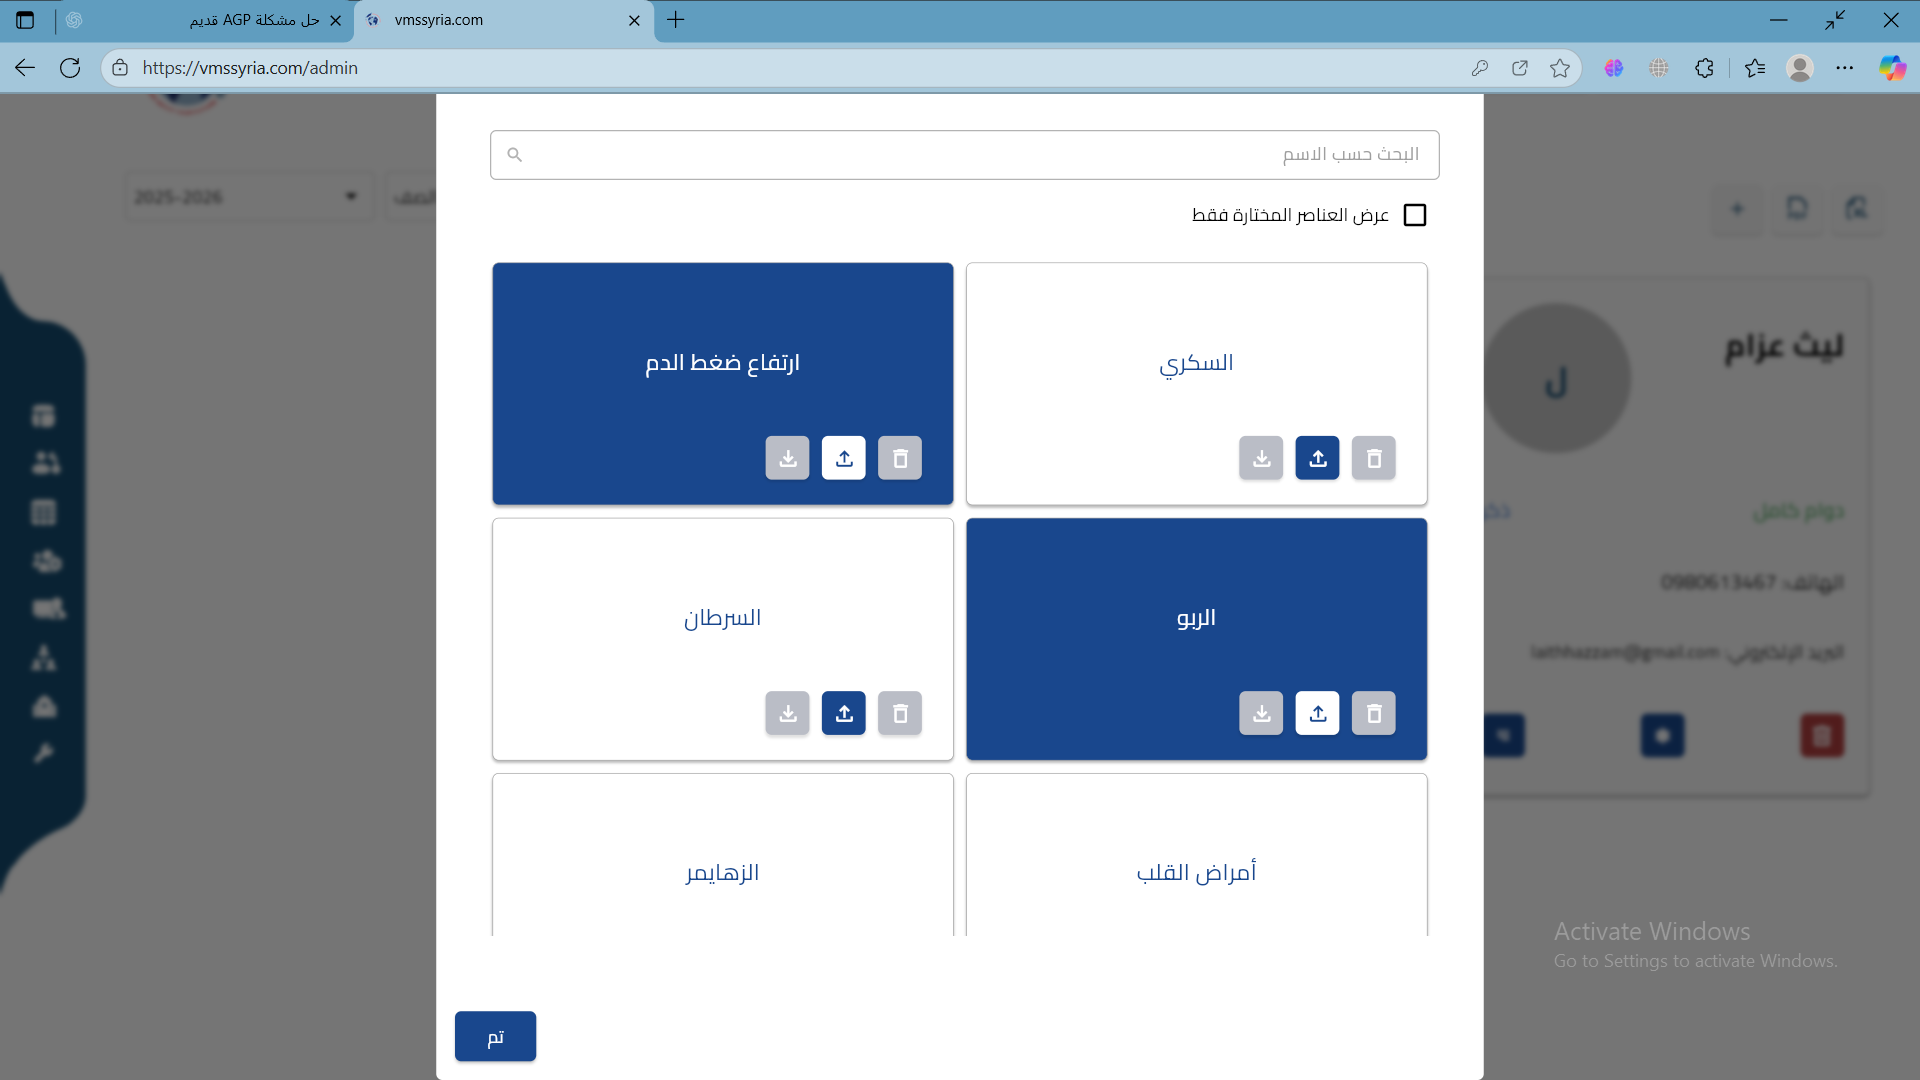 حل مشكلة AGP قديم
vmssyria.com
https://vmssyria.com/admin
البحث حسب الاسم
عرض العناصر المختارة فقط
2025-2026
الصف
السكري
ارتفاع ضغط الدم
الربو
السرطان
أمراض القلب
الزهايمر
تم
ليث عزام
ل
دوام كامل
ذكر
الهاتف: 0980613467
البريد الإلكتروني: laithhazzam@gmail.com
Activate Windows
Go to Settings to activate Windows.